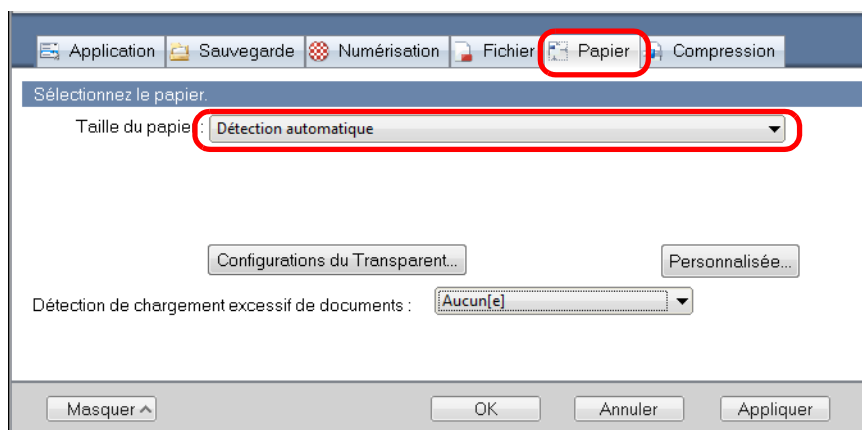 Application Sauvegarde Numérisation Fichier Papier Compression
Sélectionnez le papier.
Taille du papier : Détection automatique
Configurations du Transparent... Personnalisée...
Détection de chargement excessif de documents : Aucun[e]
Masquer OK Annuler Appliquer